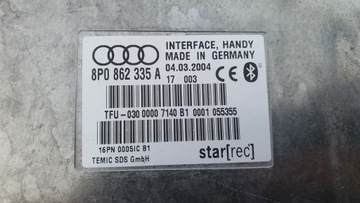 INTERFACE, HANDY
MADE IN GERMANY
8P0 862 335 A
04.03.2004
17 003
CE
TFU-030 0000 7140 B1 0001 055355
16PN 0005IC B1
TEMIC SDS GmbH
star[rec]